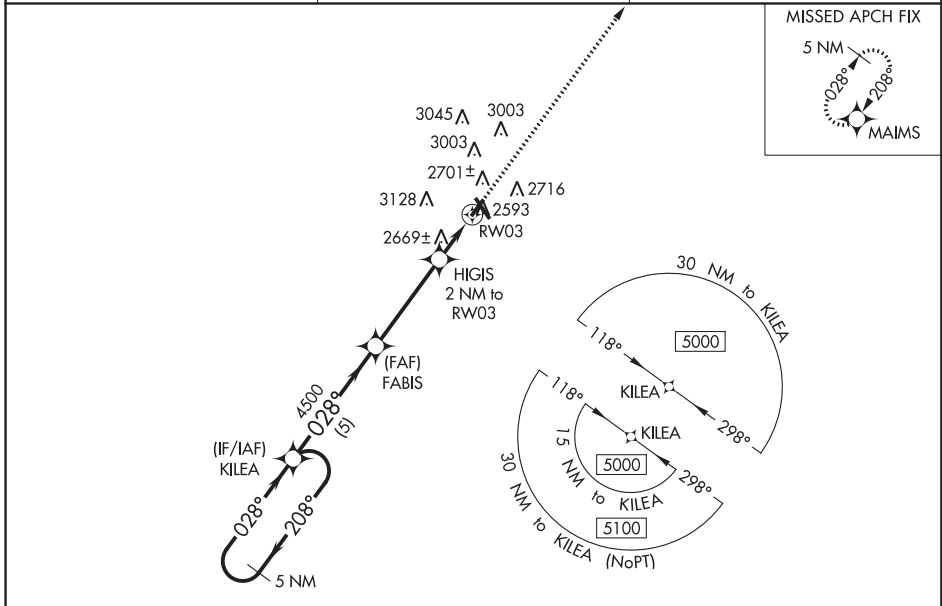 MISSED APCH FIX
5 NM
028°
208°
MAIMS
3045
3003
3003
2701±
2716
3128
2593
RW03
2669±
HIGIS
2 NM to
RW03
(FAF)
FABIS
4500
028°
(5)
(IF/IAF)
KILEA
028°
208°
5 NM
30 NM to KILEA
118°
5000
KILEA
298°
118°
KILEA
298°
15 NM to KILEA
5000
30 NM to KILEA (NoPT)
5100